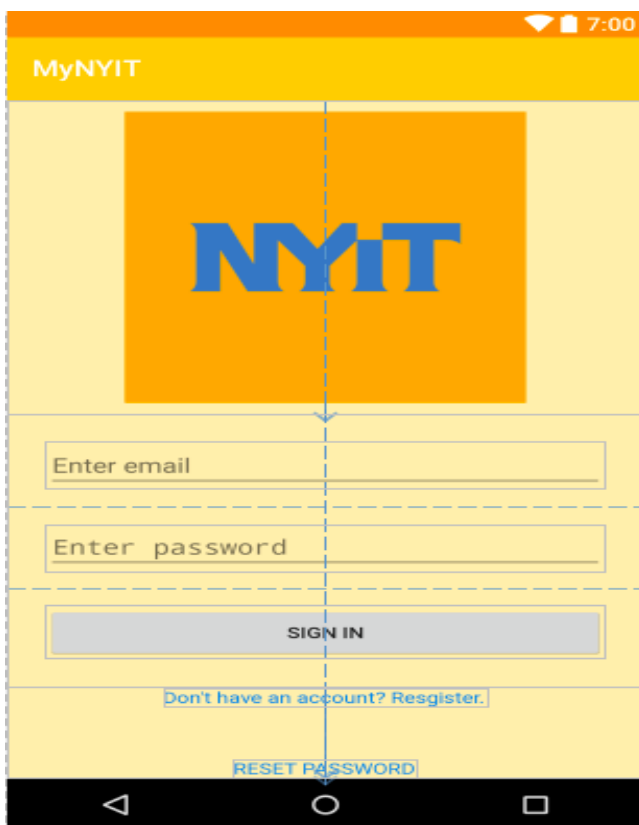 7:00
MyNYIT
NYiT
Enter email
Enter password
SIGN IN
Don't have an account? Resgister.
RESET PASSWORD